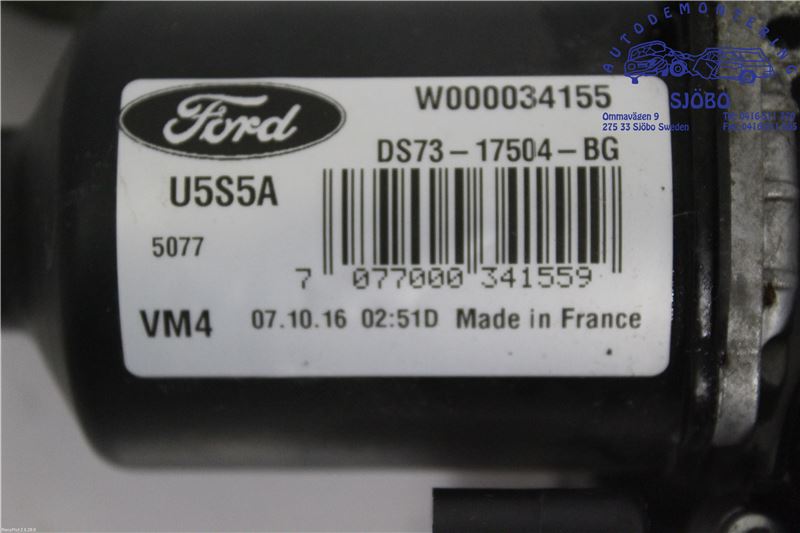 AUTODEMONTERING
SJÖBO
Ommavägen 9
275 33 Sjöbo Sweden
Ford
W000034155
DS73-17504-BG
U5S5A
5077
7 077000 341559
VM4 07.10.16 02:51D Made in France